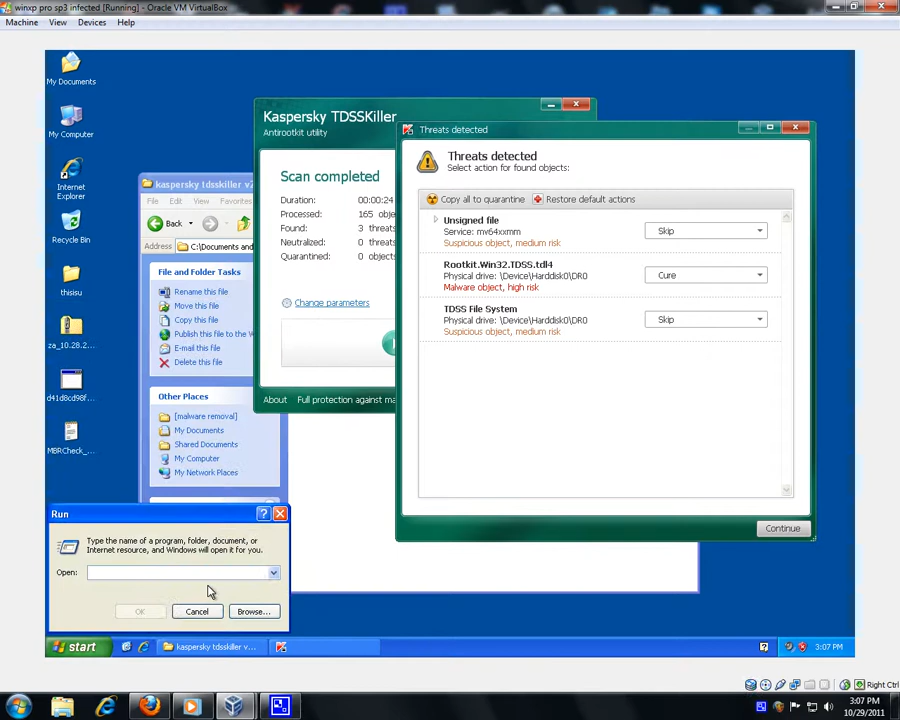 winxp pro sp3 infected [Running] - Oracle VM VirtualBox
Machine View Devices Help
My Documents
My Computer
Internet
Explorer
Recycle Bin
thisisu
za_10.28.2...
d41d8cd98f...
MBRCheck_...
kaspersky tdsskiller v
File Edit View Favorites
Back
Address C:\Documents and
File and Folder Tasks
Rename this file
Move this file
Copy this file
Publish this file to the W
E-mail this file
Delete this file
Other Places
[malware removal]
My Documents
Shared Documents
My Computer
My Network Places
Kaspersky TDSSKiller
Antirootkit utility
Scan completed
Duration: 00:00:24
Processed: 165 obje
Found: 3 threats
Neutralized: 0 threats
Quarantined: 0 objects
Change parameters
About Full protection against ma
Threats detected
Threats detected
Select action for found objects:
Copy all to quarantine Restore default actions
Unsigned file
Service: mv64xxmm
Suspicious object, medium risk
Skip
Rootkit.Win32.TDSS.tdl4
Physical drive: \Device\Harddisk0\DR0
Malware object, high risk
Cure
TDSS File System
Physical drive: \Device\Harddisk0\DR0
Suspicious object, medium risk
Skip
Continue
Run
Type the name of a program, folder, document, or
Internet resource, and Windows will open it for you.
Open:
OK Cancel Browse...
start kaspersky tdsskiller v... 3:07 PM
Right Ctrl
3:07 PM
10/29/2011